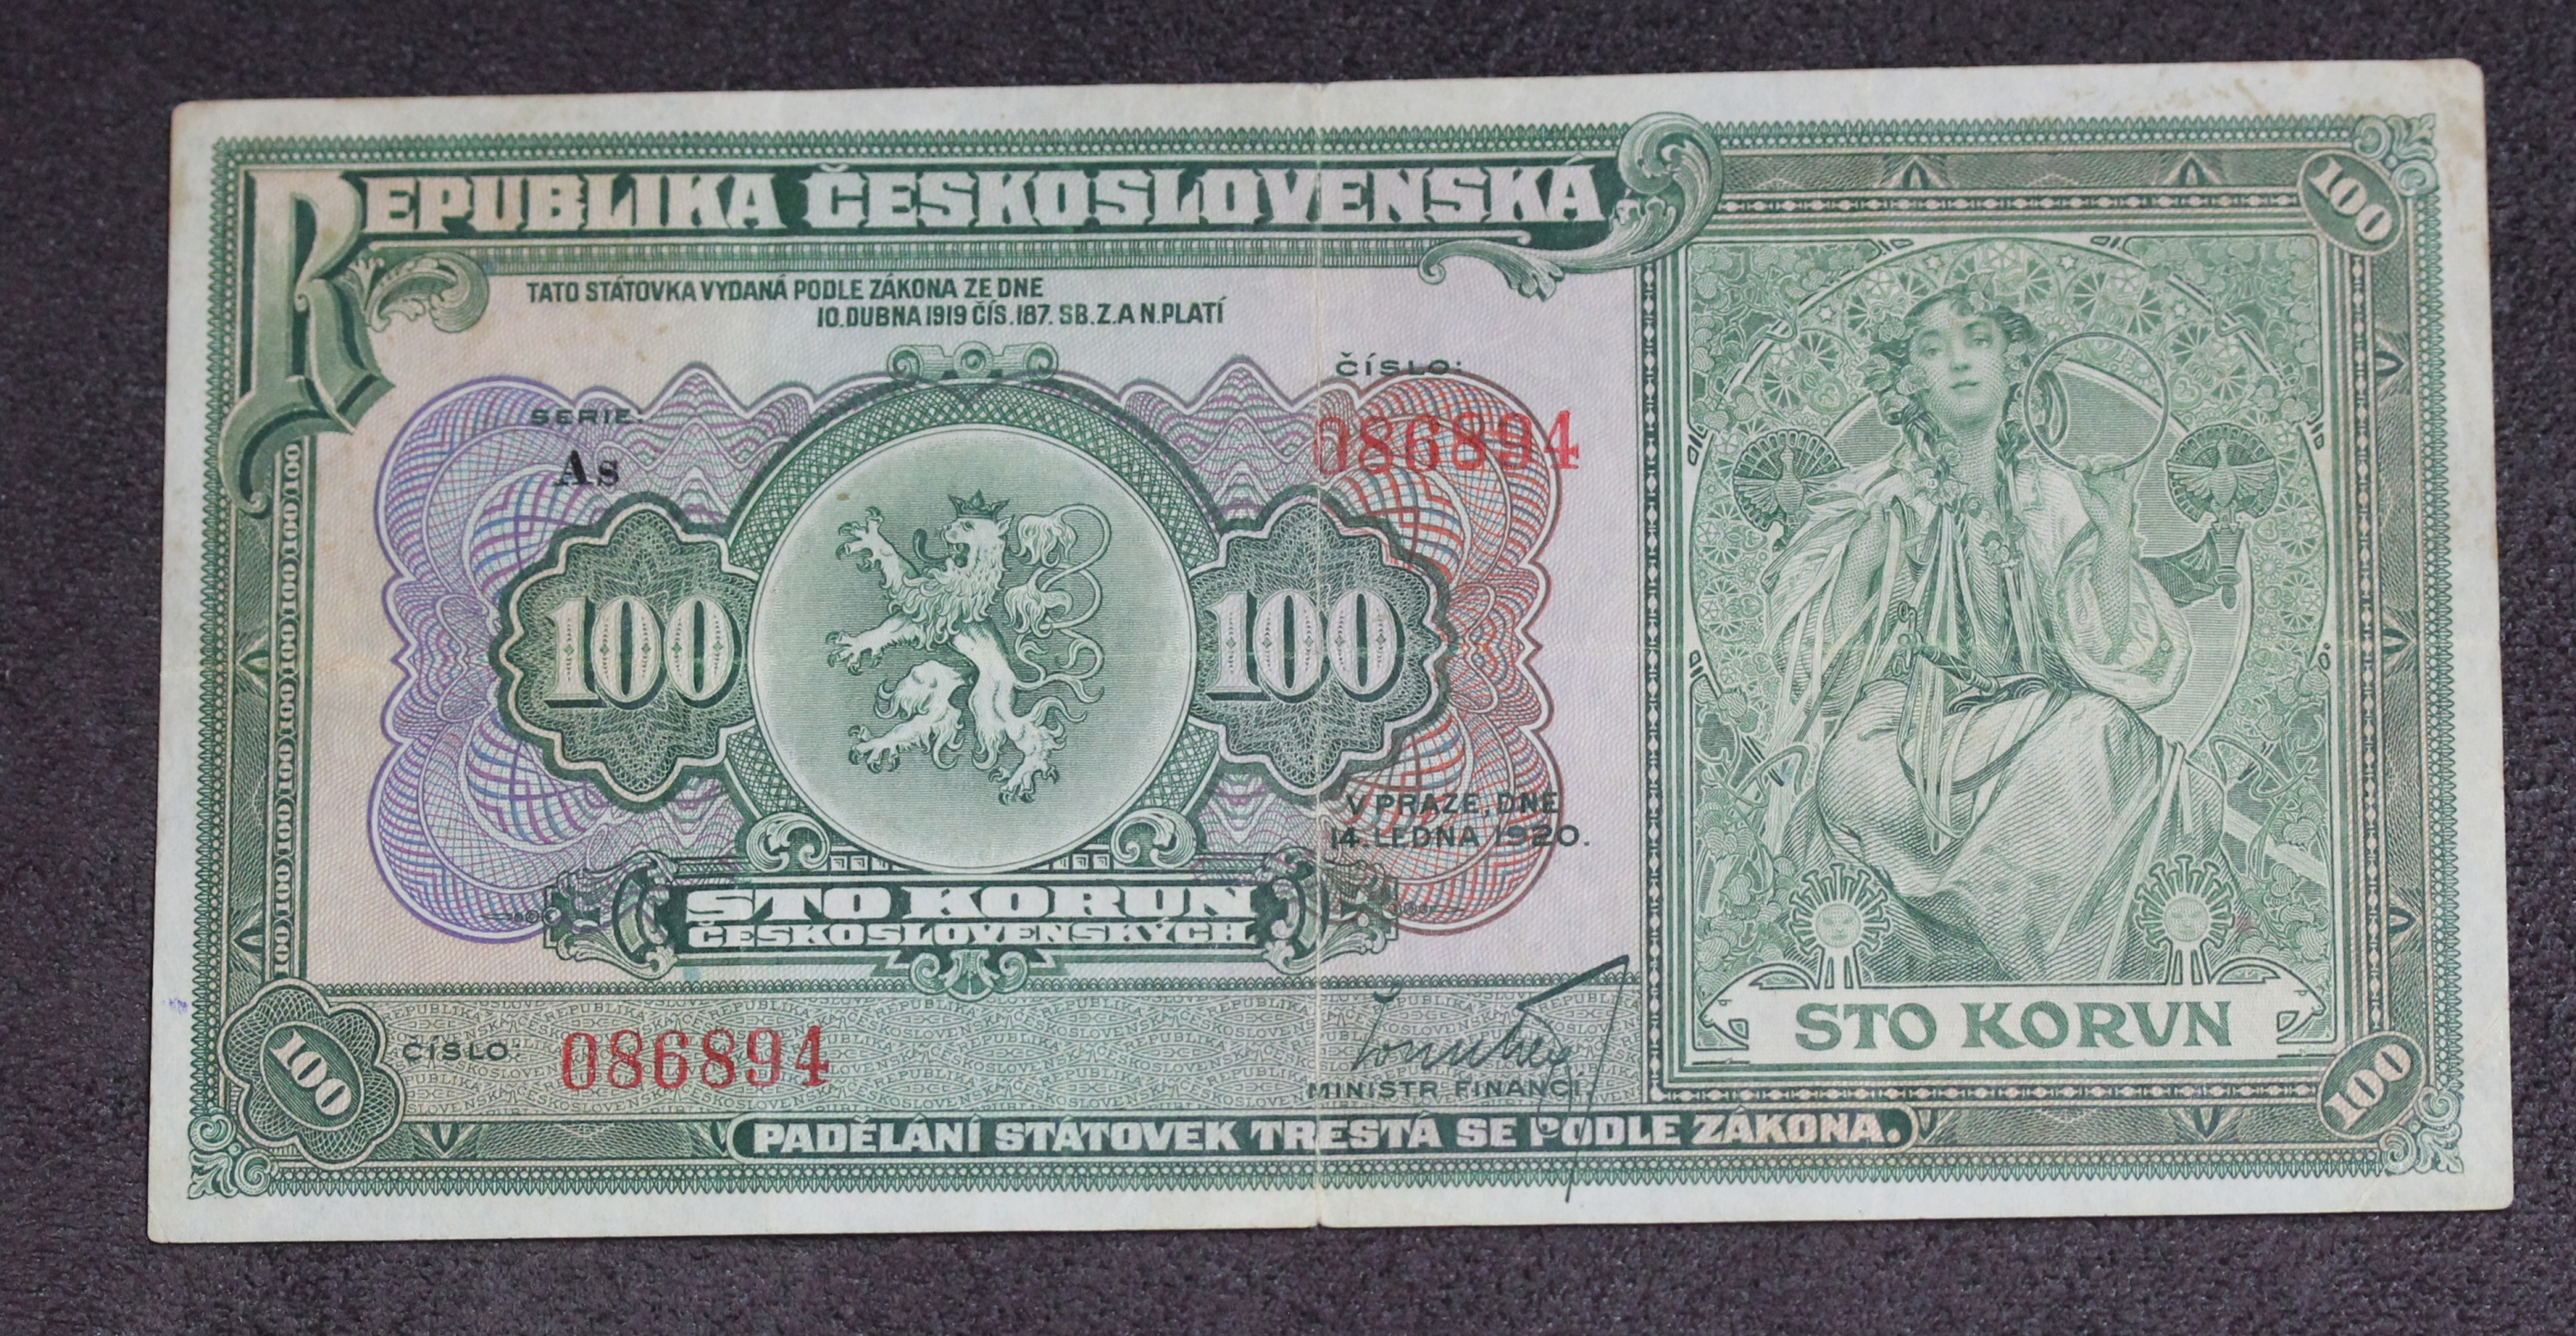 REPUBLIKA ČESKOSLOVENSKÁ
100
TATO STÁTOVKA VYDANÁ PODLE ZÁKONA ZE DNE
10. DUBNA 1919 ČÍS. 187. SB. Z. A N. PLATÍ
ČÍSLO:
086894
SERIE.
As
100
100
V PRAZE, DNE
14. LEDNA 1920.
STO KORUN
ČESKOSLOVENSKÝCH
ČÍSLO:
086894
MINISTR FINANCÍ.
STO KORVN
100
100
PADĚLÁNÍ STÁTOVEK TRESTÁ SE PODLE ZÁKONA.